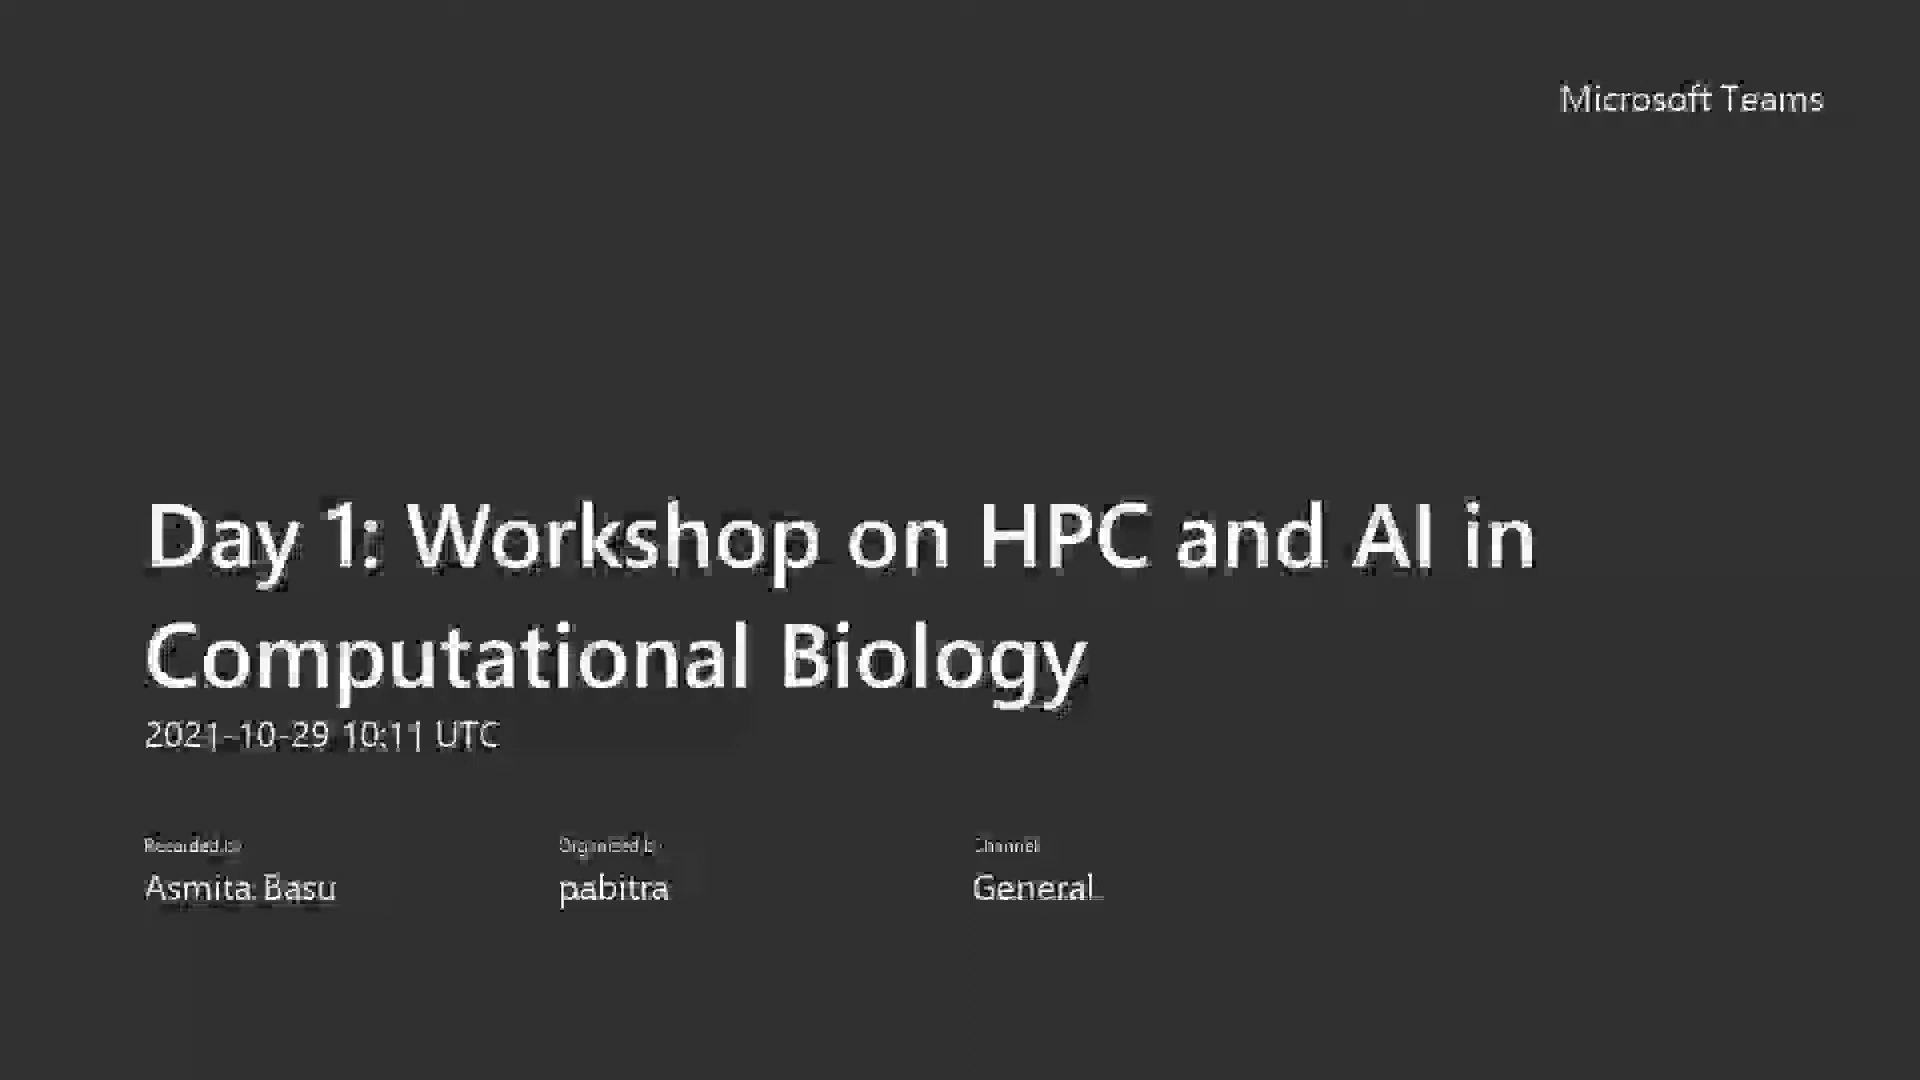 Microsoft Teams
Day 1: Workshop on HPC and AI in
Computational Biology
2021-10-29 10:11 UTC
Recorded by
Organized by
Channel
Asmita Basu
pabitra
General